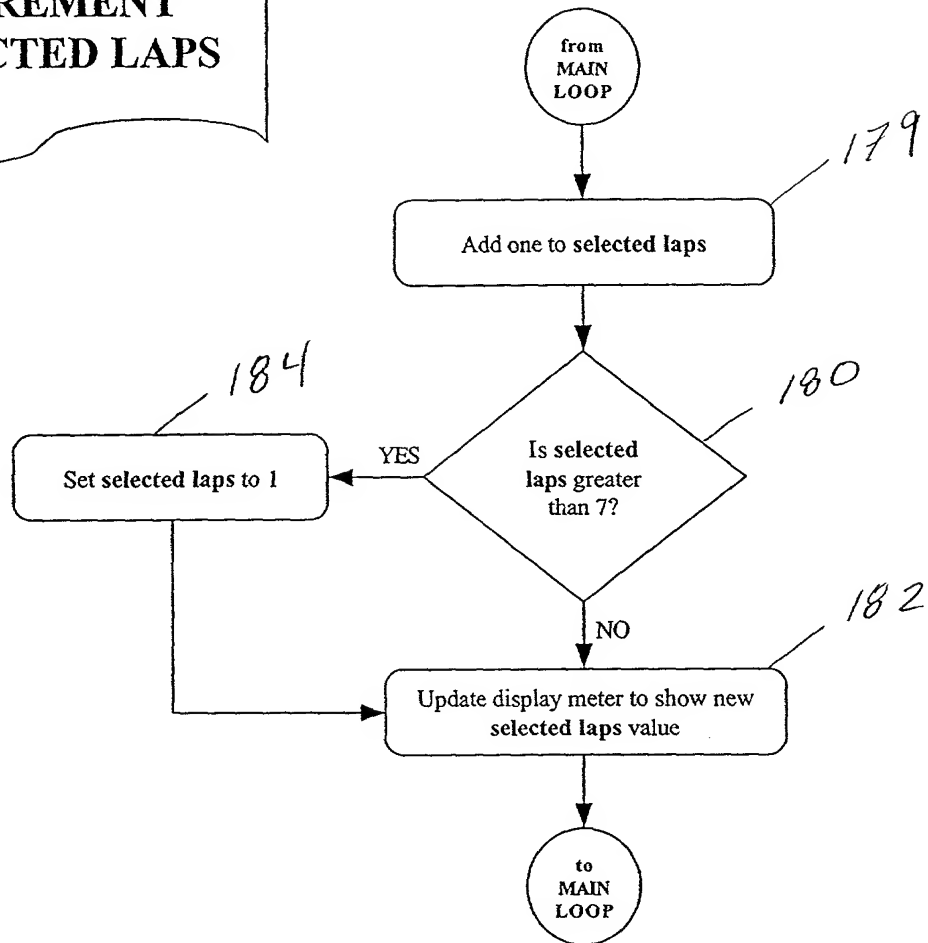 REMENT
CTED LAPS
from
MAIN
LOOP
179
Add one to selected laps
184
180
YES
Set selected laps to 1
Is selected
laps greater
than 7?
NO
182
Update display meter to show new
selected laps value
to
MAIN
LOOP